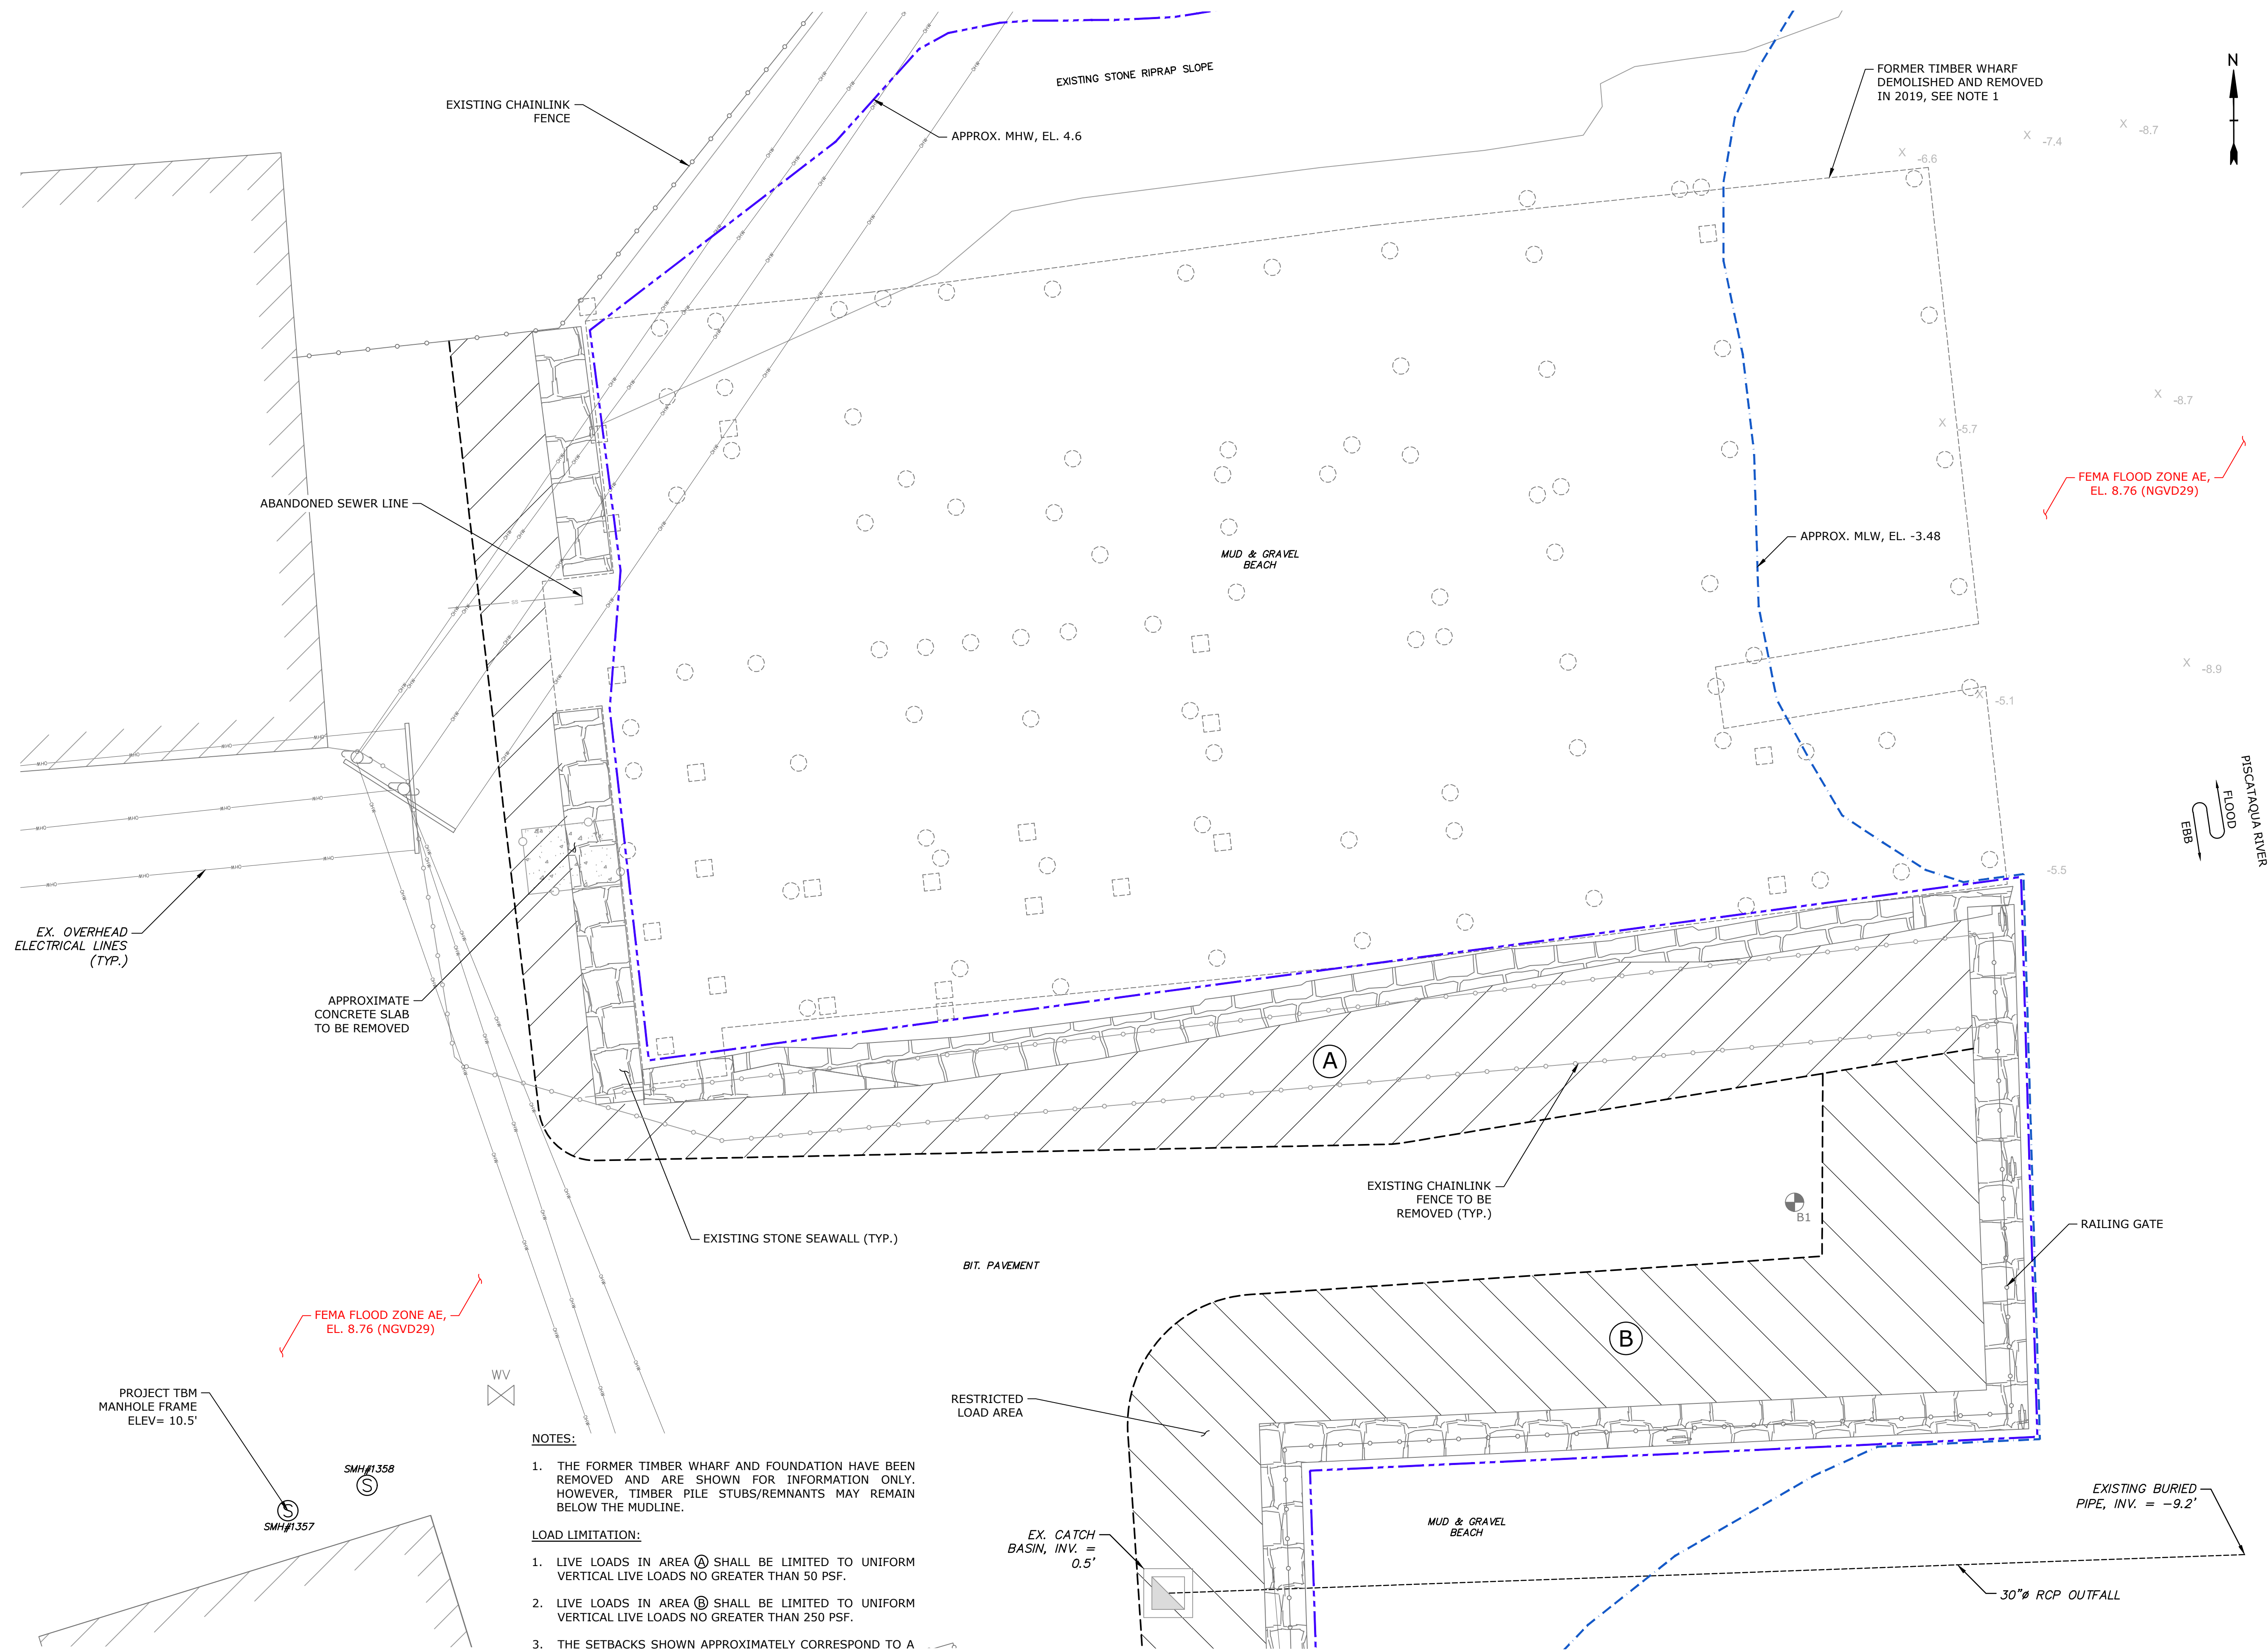 EXISTING STONE RIPRAP SLOPE
N
FORMER TIMBER WHARF
DEMOLISHED AND REMOVED
IN 2019, SEE NOTE 1
EXISTING CHAINLINK
FENCE
APPROX. MHW, EL. 4.6
X -6.6
X -7.4
X -8.7
X -8.7
X -5.7
FEMA FLOOD ZONE AE,
EL. 8.76 (NGVD29)
ABANDONED SEWER LINE
MUD & GRAVEL
BEACH
APPROX. MLW, EL. -3.48
SS
X -8.9
X -5.1
-5.5
PISCATAQUA RIVER
FLOOD
EBB
OHW
EX. OVERHEAD
ELECTRICAL LINES
(TYP.)
APPROXIMATE
CONCRETE SLAB
TO BE REMOVED
A
EXISTING CHAINLINK
FENCE TO BE
REMOVED (TYP.)
B1
RAILING GATE
EXISTING STONE SEAWALL (TYP.)
BIT. PAVEMENT
FEMA FLOOD ZONE AE,
EL. 8.76 (NGVD29)
B
WV
PROJECT TBM
MANHOLE FRAME
ELEV= 10.5'
RESTRICTED
LOAD AREA
SMH#1358
S
S
SMH#1357
EXISTING BURIED
PIPE, INV. = -9.2'
MUD & GRAVEL
BEACH
EX. CATCH
BASIN, INV. =
0.5'
30"ø RCP OUTFALL
NOTES:
1. THE FORMER TIMBER WHARF AND FOUNDATION HAVE BEEN
REMOVED AND ARE SHOWN FOR INFORMATION ONLY.
HOWEVER, TIMBER PILE STUBS/REMNANTS MAY REMAIN
BELOW THE MUDLINE.
LOAD LIMITATION:
1. LIVE LOADS IN AREA A SHALL BE LIMITED TO UNIFORM
VERTICAL LIVE LOADS NO GREATER THAN 50 PSF.
2. LIVE LOADS IN AREA B SHALL BE LIMITED TO UNIFORM
VERTICAL LIVE LOADS NO GREATER THAN 250 PSF.
3. THE SETBACKS SHOWN APPROXIMATELY CORRESPOND TO A